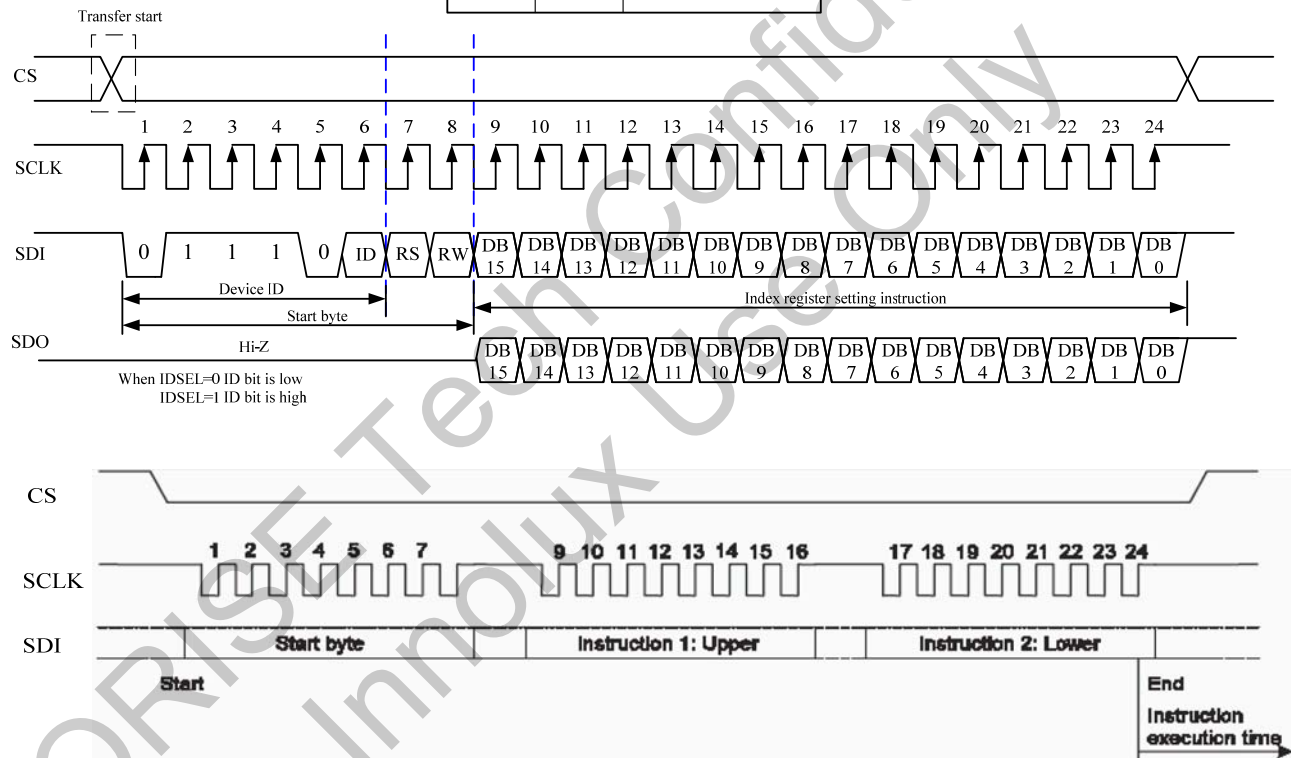 Transfer start
CS
1 2 3 4 5 6 7 8 9 10 11 12 13 14 15 16 17 18 19 20 21 22 23 24
SCLK
SDI 0 1 1 1 0 ID RS RW DB 15 DB 14 DB 13 DB 12 DB 11 DB 10 DB 9 DB 8 DB 7 DB 6 DB 5 DB 4 DB 3 DB 2 DB 1 DB 0
Device ID
Index register setting instruction
Start byte
SDO
Hi-Z
DB 15 DB 14 DB 13 DB 12 DB 11 DB 10 DB 9 DB 8 DB 7 DB 6 DB 5 DB 4 DB 3 DB 2 DB 1 DB 0
When IDSEL=0 ID bit is low
IDSEL=1 ID bit is high
CS
1 2 3 4 5 6 7 9 10 11 12 13 14 15 16 17 18 19 20 21 22 23 24
SCLK
SDI Start byte Instruction 1: Upper Instruction 2: Lower
Start
End
Instruction
execution time
ORISE Tech Confide
Innolux Use Only